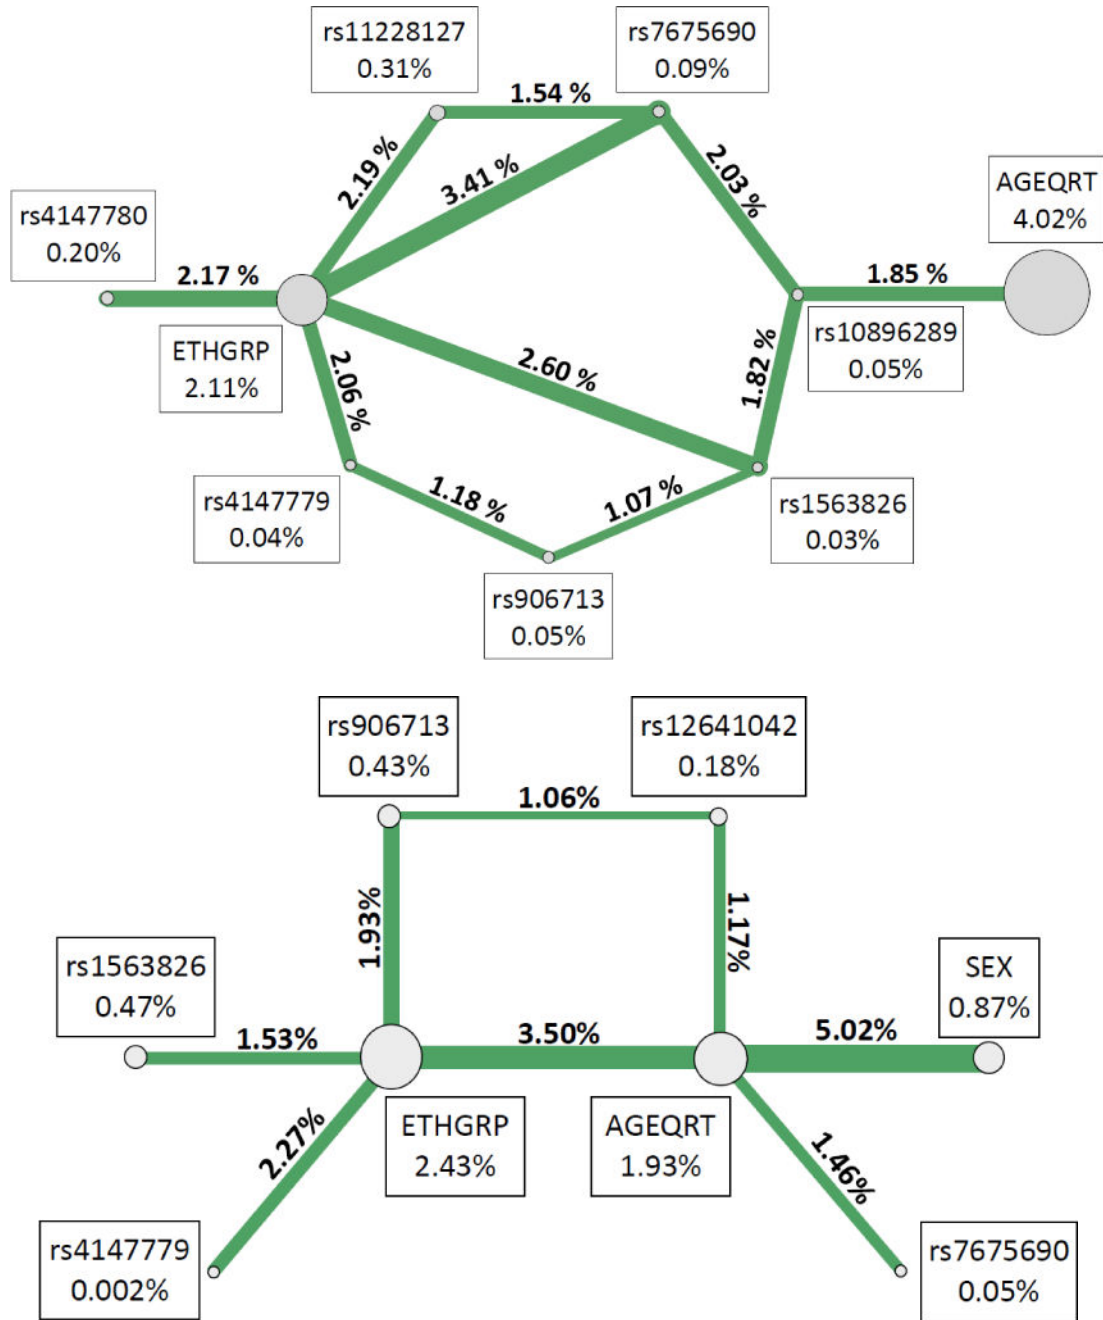 rs11228127
0.31%
rs7675690
0.09%
1.54 %
2.19 %
3.41 %
2.03 %
AGEQRT
4.02%
rs4147780
0.20%
2.17 %
1.85 %
ETHGRP
2.11%
2.06 %
2.60 %
1.82 %
rs10896289
0.05%
rs4147779
0.04%
1.18 %
1.07 %
rs1563826
0.03%
rs906713
0.05%
rs906713
0.43%
rs12641042
0.18%
1.06%
1.93%
1.17%
rs1563826
0.47%
SEX
0.87%
1.53%
3.50%
5.02%
ETHGRP
2.43%
AGEQRT
1.93%
2.27%
1.46%
rs4147779
0.002%
rs7675690
0.05%